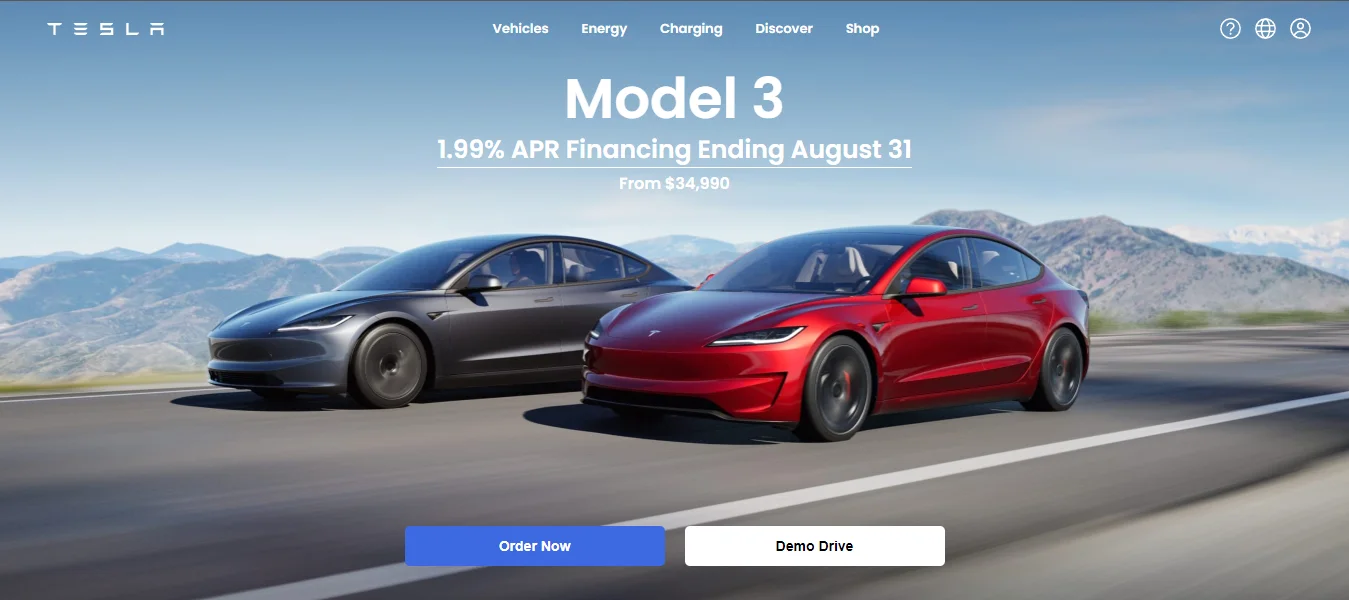 TESLA
Vehicles Energy Charging Discover Shop
Model 3
1.99% APR Financing Ending August 31
From $34,990
Order Now Demo Drive